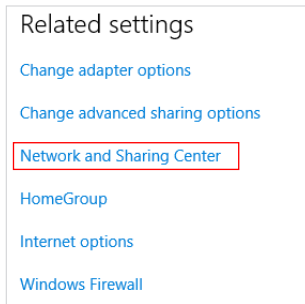 Related settings
Change adapter options
Change advanced sharing options
Network and Sharing Center
HomeGroup
Internet options
Windows Firewall